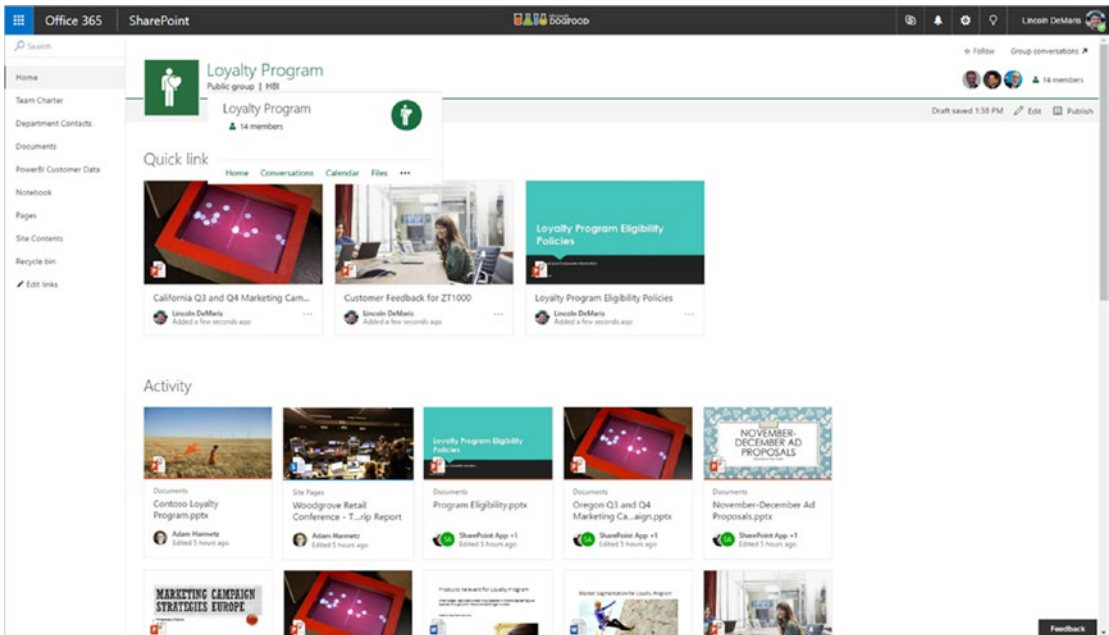 Office 365
SharePoint
Microsoft
DOGFOOD
Lincoln DeMaris
Search
Home
Team Charter
Department Contacts
Documents
PowerBI Customer Data
Notebook
Pages
Site Contents
Recycle bin
Edit links
Loyalty Program
Public group | HBI
Follow
Group conversations
14 members
Draft saved 1:38 PM
Edit
Publish
Loyalty Program
14 members
Home Conversations Calendar Files •••
Quick link
Loyalty Program Eligibility
Policies
California Q3 and Q4 Marketing Cam...
Lincoln DeMaris
Added a few seconds ago
Customer Feedback for ZT1000
Lincoln DeMaris
Added a few seconds ago
Loyalty Program Eligibility Policies
Lincoln DeMaris
Added a few seconds ago
Activity
Documents
Contoso Loyalty
Program.pptx
Adam Harmetz
Edited 5 hours ago
Site Pages
Woodgrove Retail
Conference - T...rip Report
Adam Harmetz
Edited 5 hours ago
Loyalty Program Eligibility
Policies
Documents
Program Eligibility.pptx
SA
SharePoint App +1
Edited 5 hours ago
Documents
Oregon Q3 and Q4
Marketing Ca...aign.pptx
SA
SharePoint App +1
Edited 5 hours ago
NOVEMBER-
DECEMBER AD
PROPOSALS
Documents
November-December Ad
Proposals.pptx
SA
SharePoint App +1
Edited 5 hours ago
MARKETING CAMPAIGN
STRATEGIES EUROPE
Products Relevant for Loyalty Program
Market Segmentation for Loyalty Program
Feedback